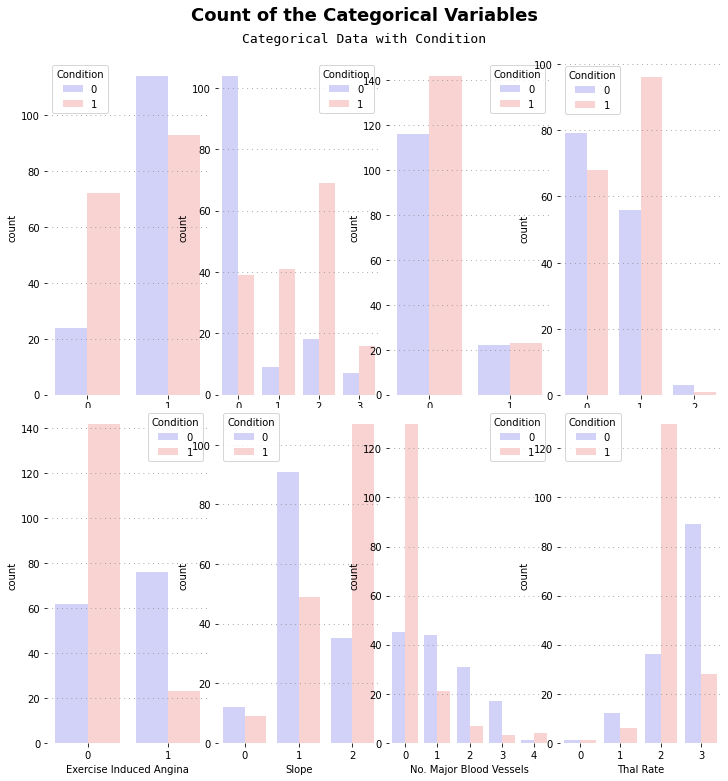 Count of the Categorical Variables
Categorical Data with Condition
Condition
0
1
count
0
20
40
60
80
100
0 1
Condition
0
1
count
0
20
40
60
80
100
0 1 2 3
Condition
0
1
count
0
20
40
60
80
100
120
140
0 1
Condition
0
1
count
0
20
40
60
80
100
0 1 2
Condition
0
1
count
0
20
40
60
80
100
120
140
0 1
Exercise Induced Angina
Condition
0
1
count
0
20
40
60
80
100
0 1 2
Slope
Condition
0
1
count
0
20
40
60
80
100
120
0 1 2 3 4
No. Major Blood Vessels
Condition
0
1
count
0
20
40
60
80
100
120
0 1 2 3
Thal Rate